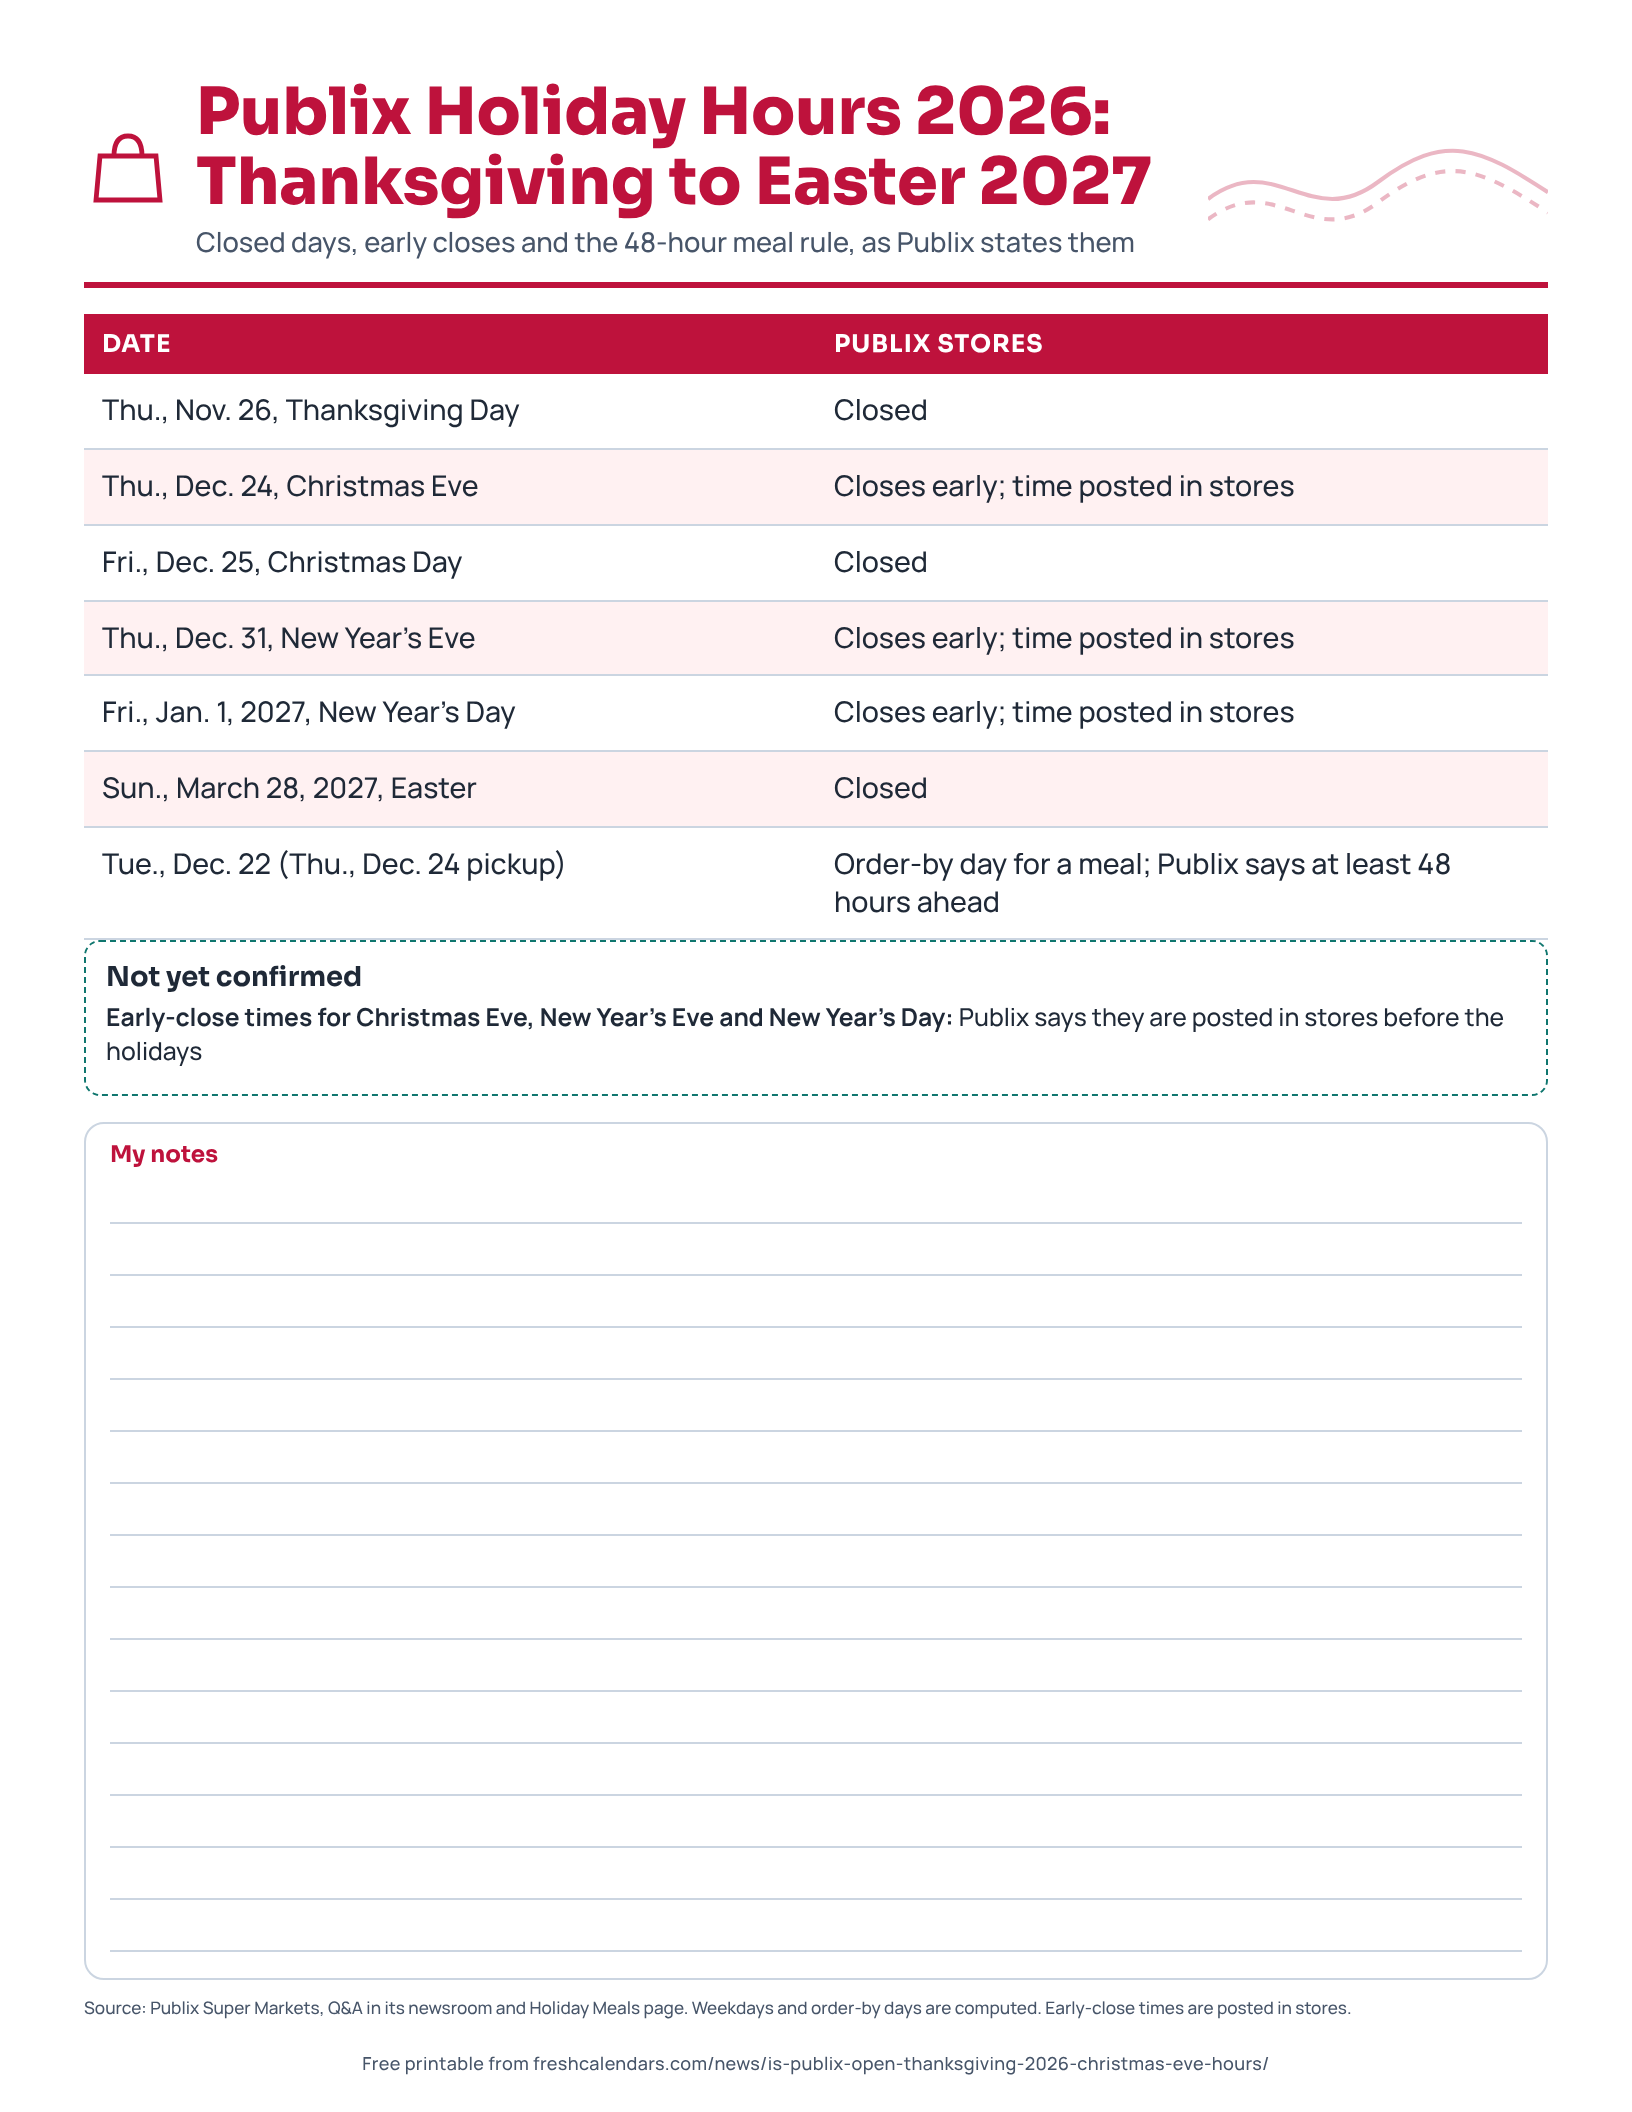 Publix Holiday Hours 2026:
Thanksgiving to Easter 2027
Closed days, early closes and the 48-hour meal rule, as Publix states them
DATE PUBLIX STORES
Thu., Nov. 26, Thanksgiving Day Closed
Thu., Dec. 24, Christmas Eve Closes early; time posted in stores
Fri., Dec. 25, Christmas Day Closed
Thu., Dec. 31, New Year’s Eve Closes early; time posted in stores
Fri., Jan. 1, 2027, New Year’s Day Closes early; time posted in stores
Sun., March 28, 2027, Easter Closed
Tue., Dec. 22 (Thu., Dec. 24 pickup) Order-by day for a meal; Publix says at least 48
hours ahead
Not yet confirmed
Early-close times for Christmas Eve, New Year’s Eve and New Year’s Day: Publix says they are posted in stores before the
holidays
My notes
Source: Publix Super Markets, Q&A in its newsroom and Holiday Meals page. Weekdays and order-by days are computed. Early-close times are posted in stores.
Free printable from freshcalendars.com/news/is-publix-open-thanksgiving-2026-christmas-eve-hours/